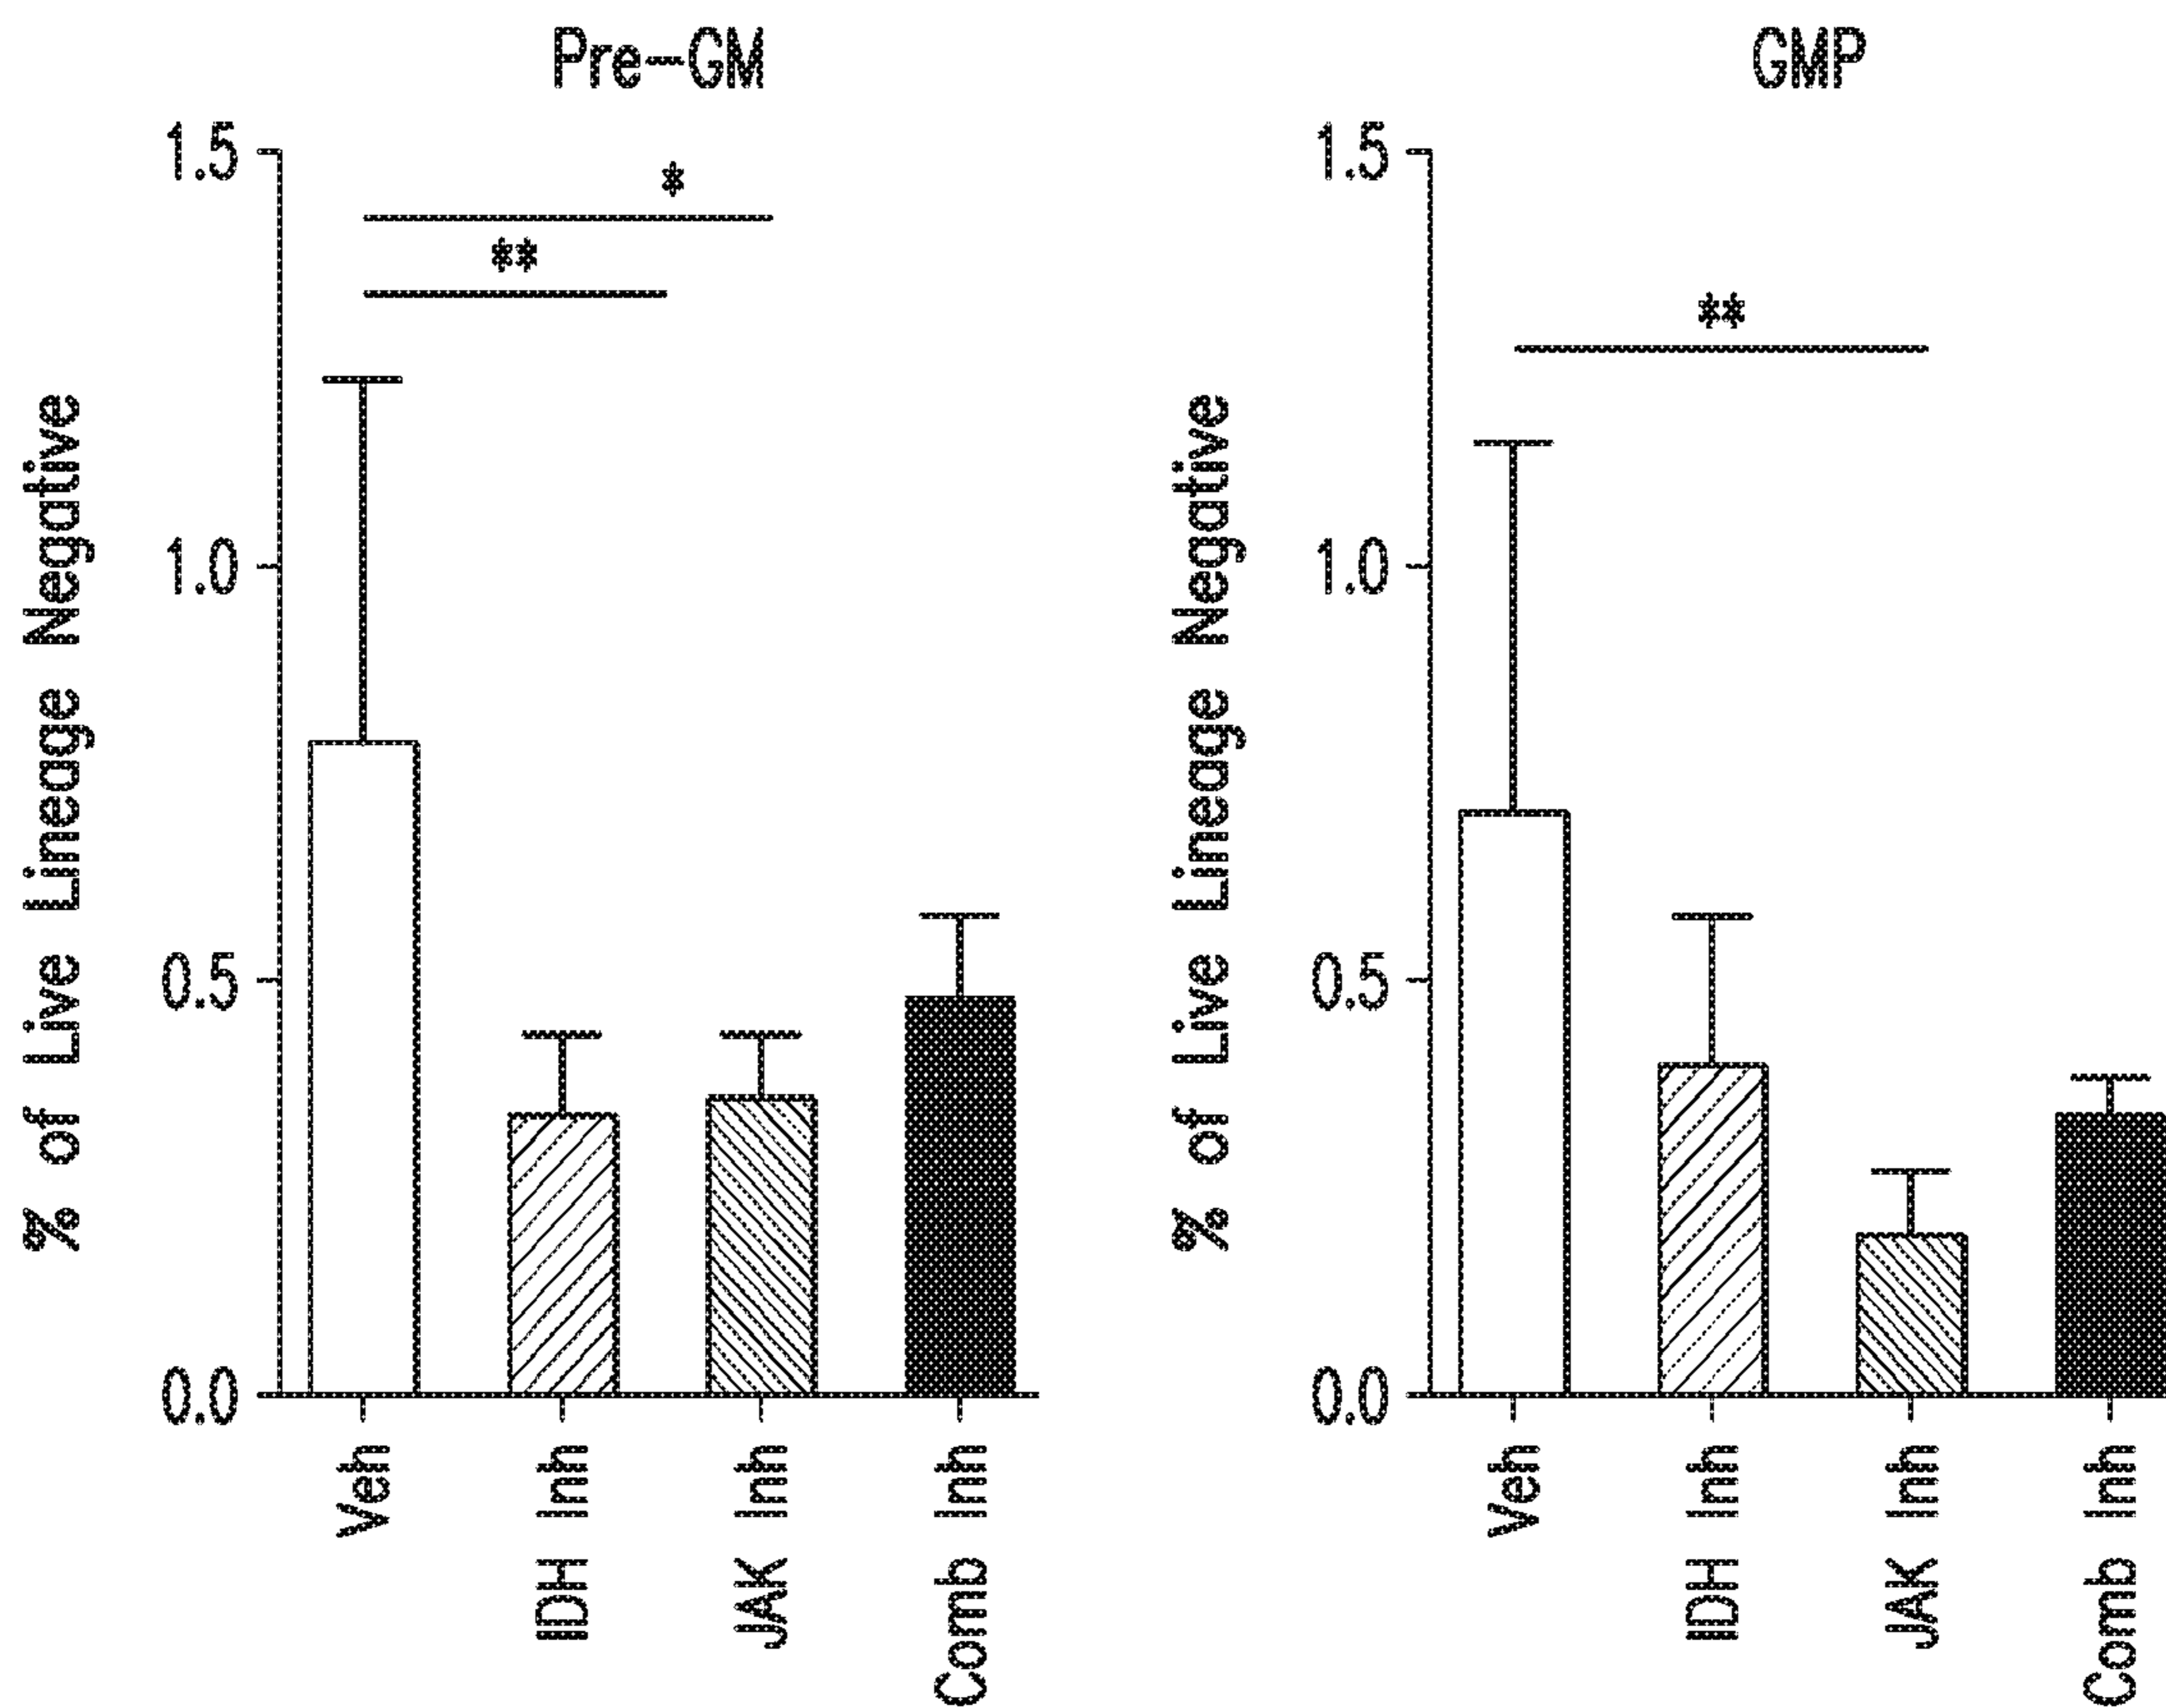 Pre-GM
% of Live Lineage Negative
1.5
1.0
0.5
0.0
*
**
Veh
IDH Inh
JAK Inh
Comb Inh
GMP
% of Live Lineage Negative
1.5
1.0
0.5
0.0
**
Veh
IDH Inh
JAK Inh
Comb Inh